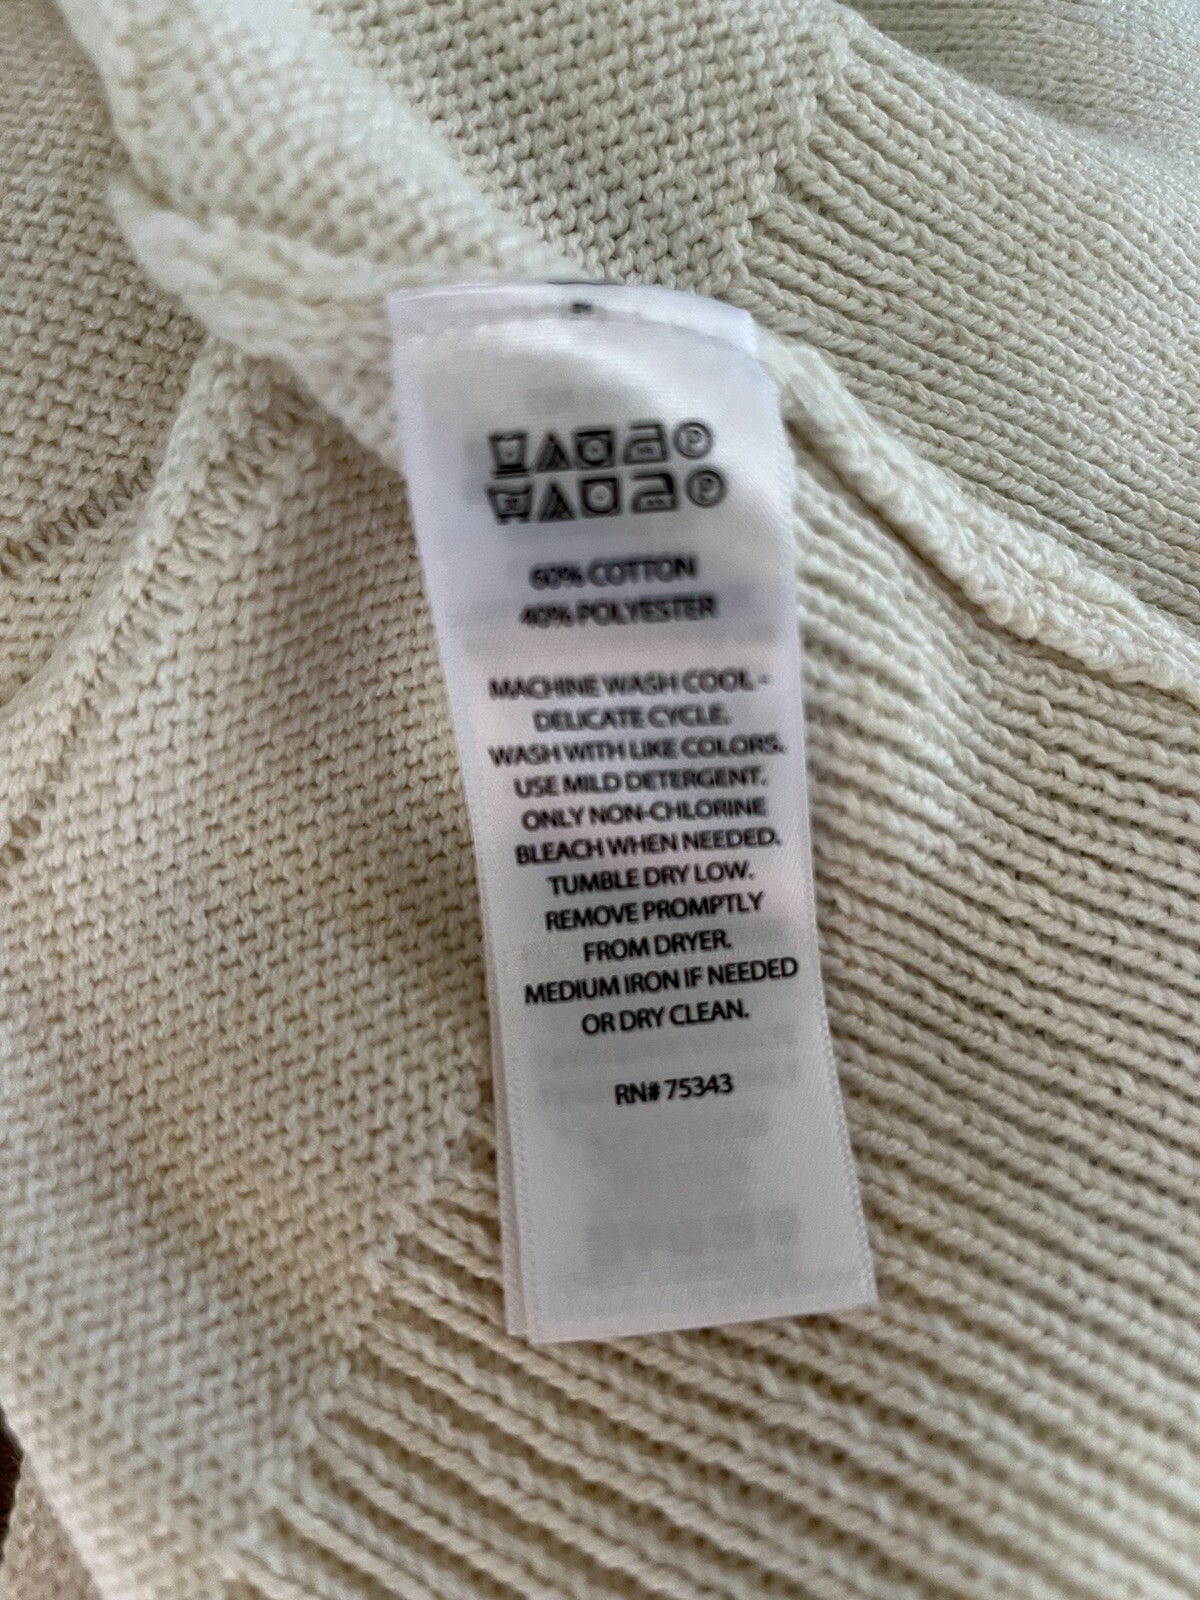 60% COTTON
40% POLYESTER
MACHINE WASH COOL -
DELICATE CYCLE.
WASH WITH LIKE COLORS.
USE MILD DETERGENT.
ONLY NON-CHLORINE
BLEACH WHEN NEEDED.
TUMBLE DRY LOW.
REMOVE PROMPTLY
FROM DRYER.
MEDIUM IRON IF NEEDED
OR DRY CLEAN.
RN# 75343